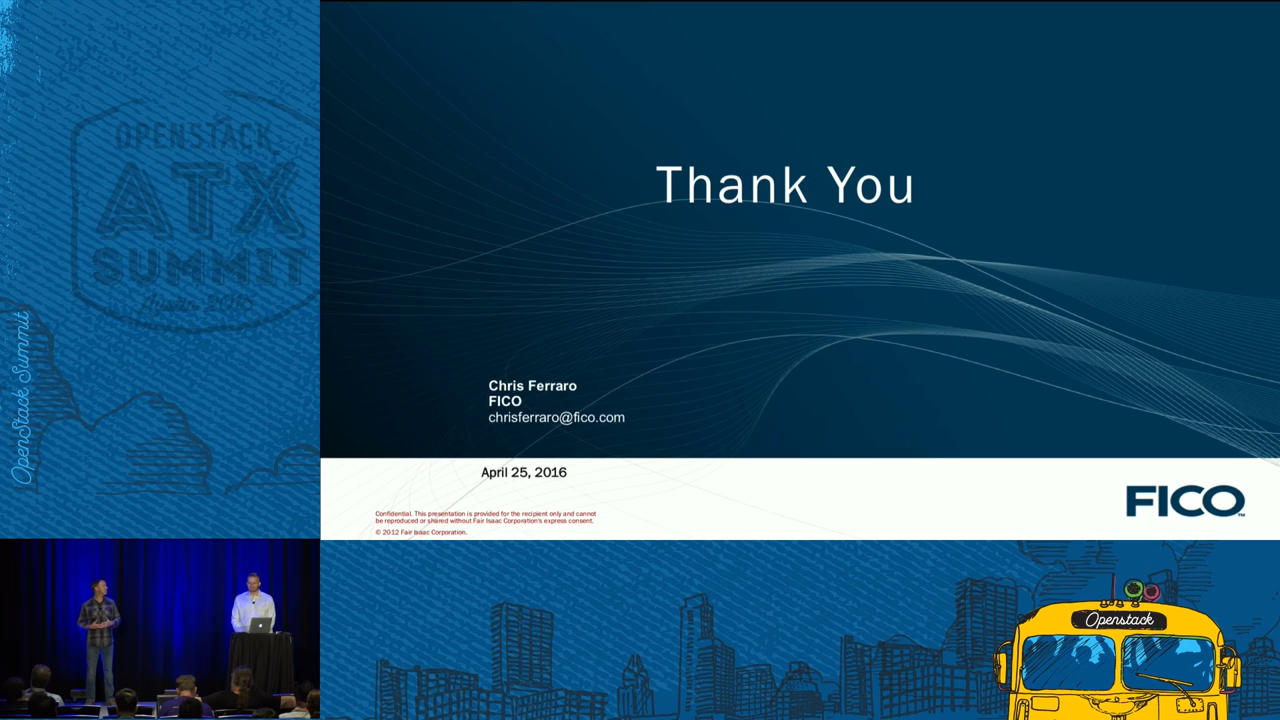 OPENSTACK
ATX
SUMMIT
Austin 2016
OpenStack Summit
Thank You
Chris Ferraro
FICO
chrisferraro@fico.com
April 25, 2016
Confidential. This presentation is provided for the recipient only and cannot
be reproduced or shared without Fair Isaac Corporation's express consent.
© 2012 Fair Isaac Corporation.
FICO™
Openstack